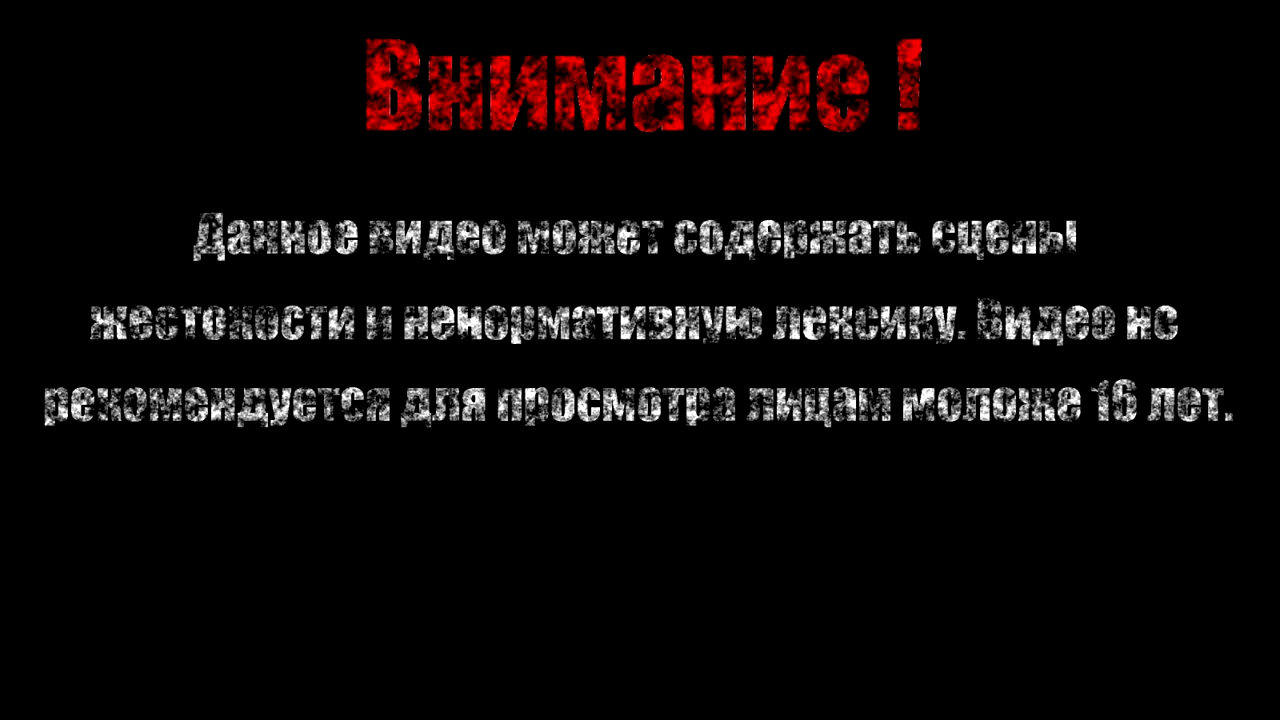 Внимание !
Данное видео может содержать сцены
жестокости и ненормативную лексику. Видео не
рекомендуется для просмотра лицам моложе 16 лет.